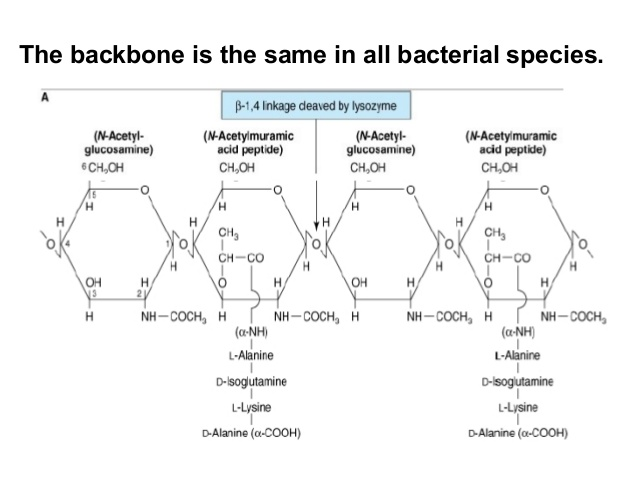 The backbone is the same in all bacterial species.
A
β-1,4 linkage cleaved by lysozyme
(N-Acetyl-
glucosamine)
(N-Acetylmuramic
acid peptide)
(N-Acetyl-
glucosamine)
(N-Acetylmuramic
acid peptide)
⁶CH₂OH
CH₂OH
CH₂OH
CH₂OH
5 O O O O
H H H H
H H H H
O 4 1 O O O O
CH₃ CH₃
H H H H
CH—CO CH—CO
OH H O H OH H O H
3 2
H NH—COCH₃ H NH—COCH₃ H NH—COCH₃ H NH—COCH₃
(α-NH) (α-NH)
L-Alanine L-Alanine
D-Isoglutamine D-Isoglutamine
L-Lysine L-Lysine
D-Alanine (α-COOH) D-Alanine (α-COOH)